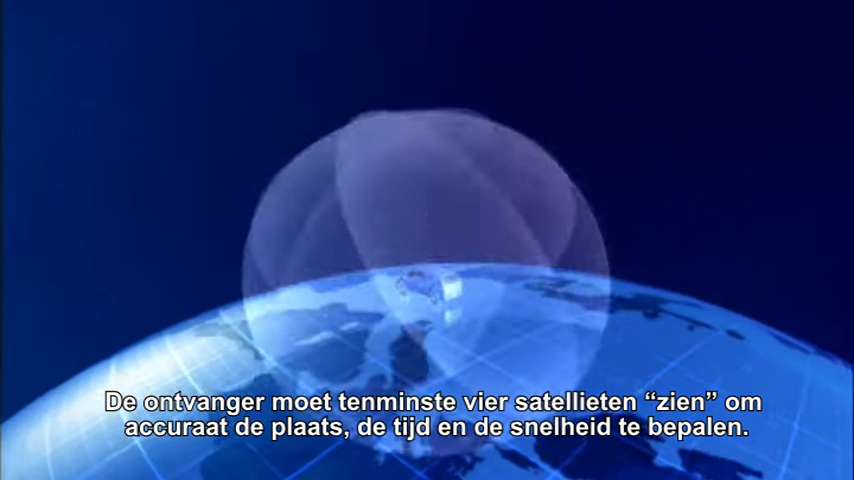 De ontvanger moet tenminste vier satellieten “zien” om
accuraat de plaats, de tijd en de snelheid te bepalen.